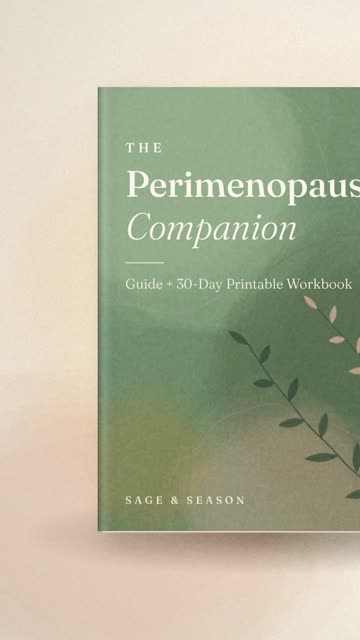 THE
Perimenopaus
Companion
Guide + 30-Day Printable Workbook
SAGE & SEASON